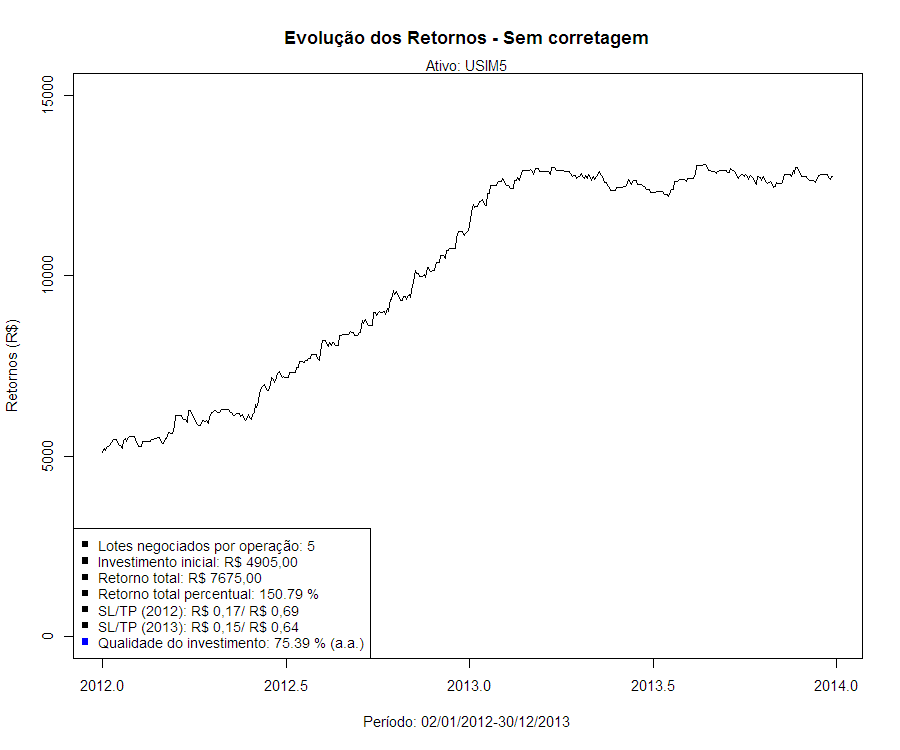 Evolução dos Retornos - Sem corretagem
Ativo: USIM5
15000
10000
5000
0
Retornos (R$)
Lotes negociados por operação: 5
Investimento inicial: R$ 4905,00
Retorno total: R$ 7675,00
Retorno total percentual: 150.79 %
SL/TP (2012): R$ 0,17/ R$ 0,69
SL/TP (2013): R$ 0,15/ R$ 0,64
Qualidade do investimento: 75.39 % (a.a.)
2012.0 2012.5 2013.0 2013.5 2014.0
Período: 02/01/2012-30/12/2013